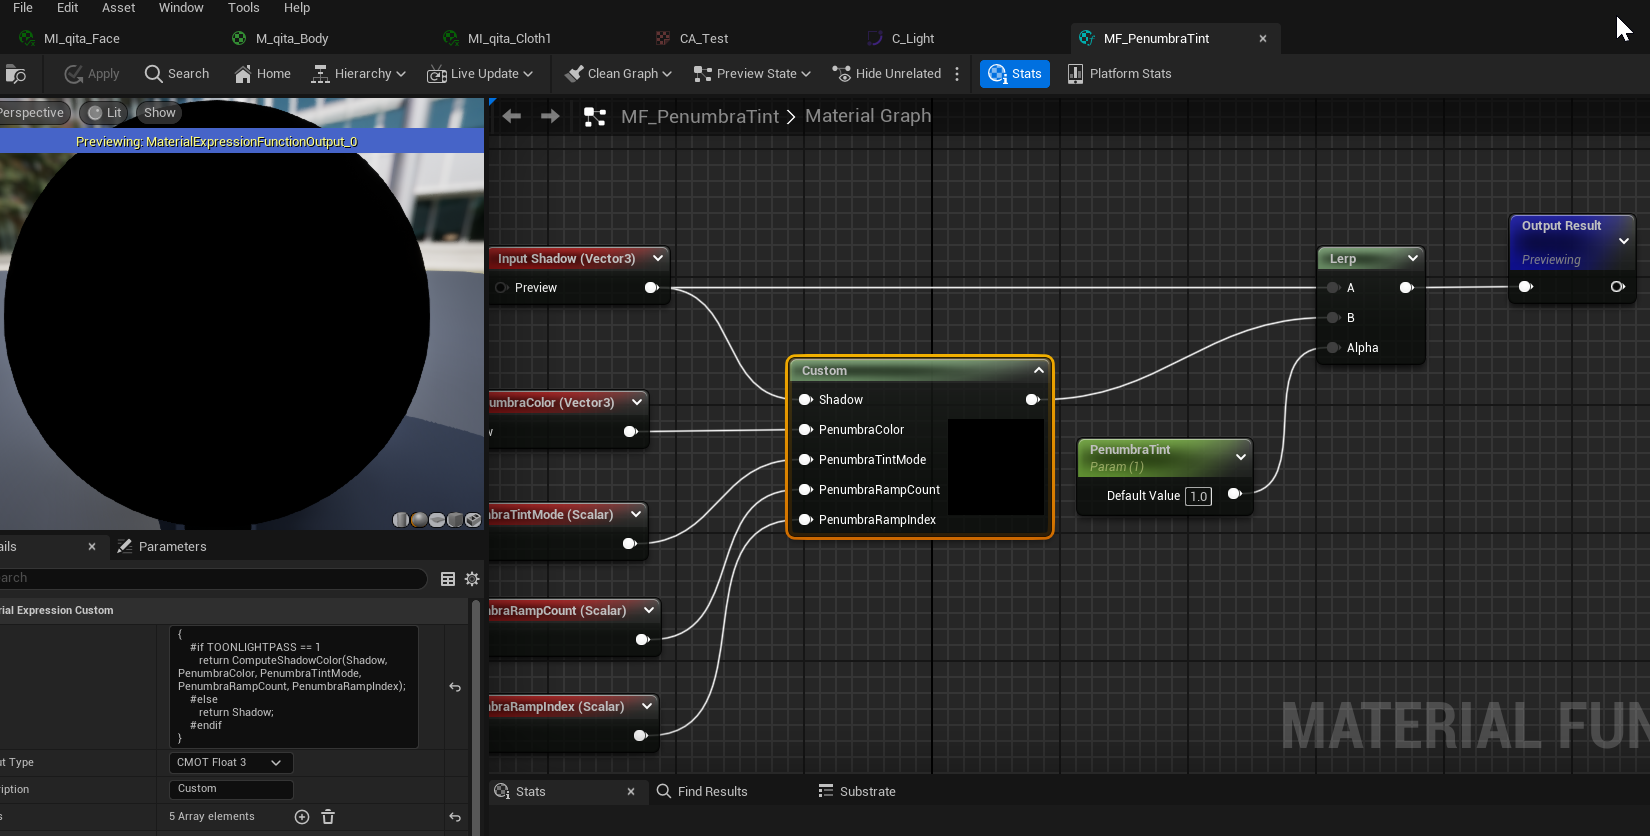 File Edit Asset Window Tools Help
MI_qita_Face M_qita_Body MI_qita_Cloth1 CA_Test C_Light MF_PenumbraTint
Apply Search Home Hierarchy Live Update Clean Graph Preview State Hide Unrelated Stats Platform Stats
Perspective Lit Show
Previewing: MaterialExpressionFunctionOutput_0
MF_PenumbraTint Material Graph
Input Shadow (Vector3)
Preview
umbraColor (Vector3)
w
braTintMode (Scalar)
braRampCount (Scalar)
braRampIndex (Scalar)
Custom
Shadow
PenumbraColor
PenumbraTintMode
PenumbraRampCount
PenumbraRampIndex
PenumbraTint
Param (1)
Default Value 1.0
Lerp
A
B
Alpha
Output Result
Previewing
MATERIAL FUN
ails Parameters
earch
rial Expression Custom
{
#if TOONLIGHTPASS == 1
return ComputeShadowColor(Shadow,
PenumbraColor, PenumbraTintMode,
PenumbraRampCount, PenumbraRampIndex);
#else
return Shadow;
#endif
}
ut Type CMOT Float 3
ription Custom
s 5 Array elements
Stats Find Results Substrate